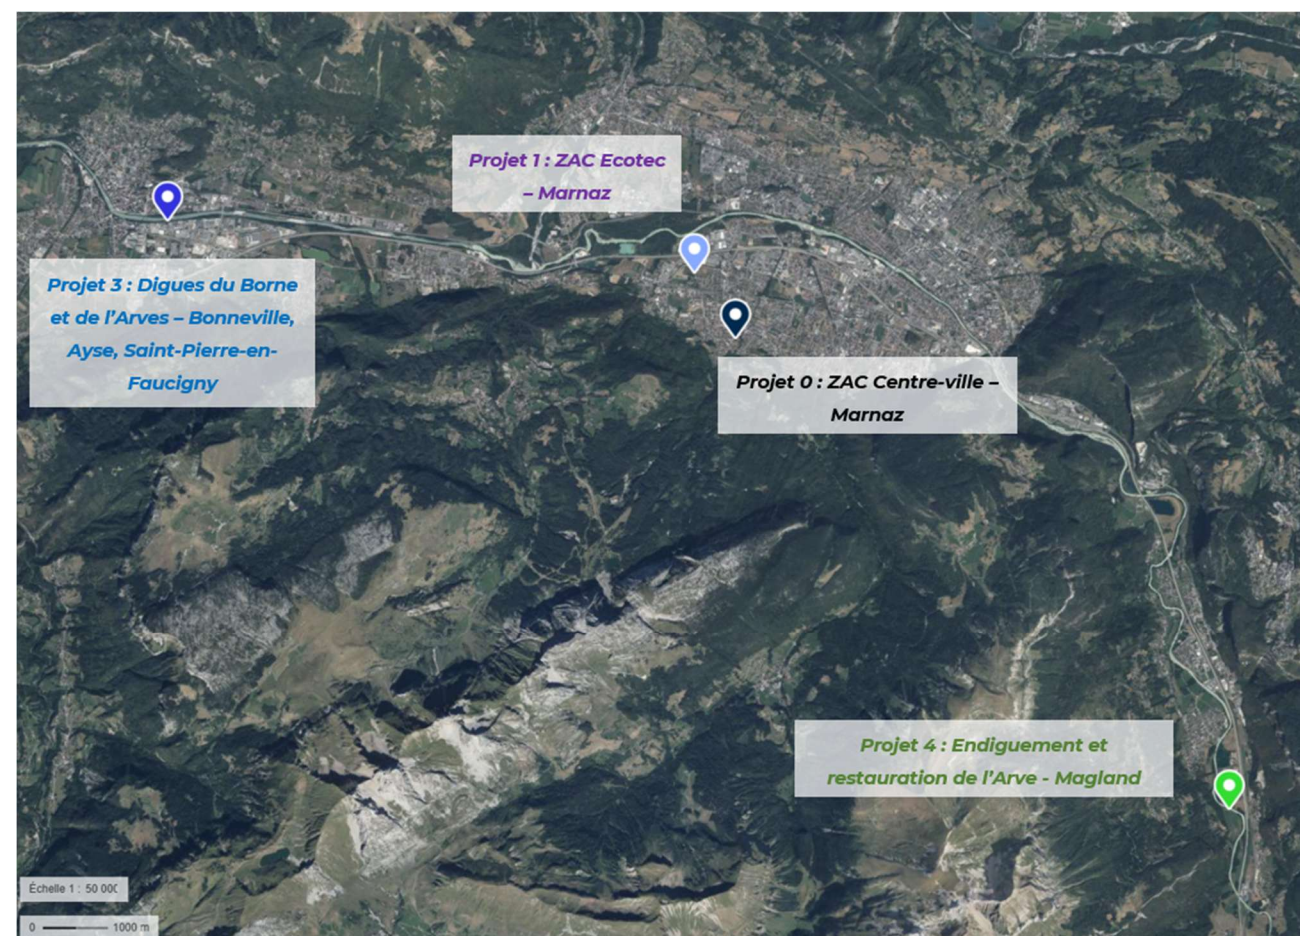 Projet 1 : ZAC Ecotec
– Marnaz
Projet 3 : Digues du Borne
et de l’Arves – Bonneville,
Ayse, Saint-Pierre-en-
Faucigny
Projet 0 : ZAC Centre-ville –
Marnaz
Projet 4 : Endiguement et
restauration de l’Arve - Magland
Échelle 1 : 50 000
0 1000 m